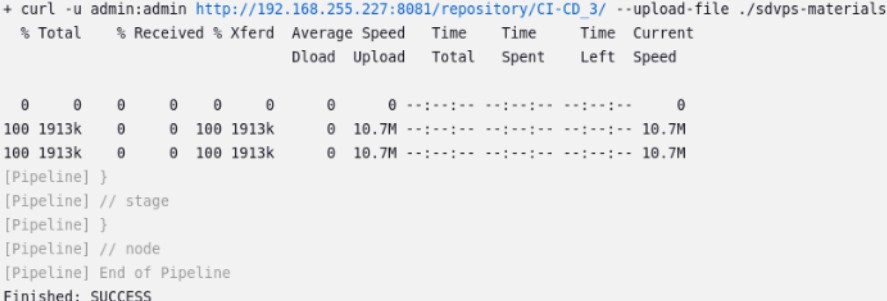 + curl -u admin:admin http://192.168.255.227:8081/repository/CI-CD_3/ --upload-file ./sdvps-materials
% Total % Received % Xferd Average Speed Time Time Time Current
Dload Upload Total Spent Left Speed
0 0 0 0 0 0 0 0 --:--:-- --:--:-- --:--:-- 0
100 1913k 0 0 100 1913k 0 10.7M --:--:-- --:--:-- --:--:-- 10.7M
100 1913k 0 0 100 1913k 0 10.7M --:--:-- --:--:-- --:--:-- 10.7M
[Pipeline] }
[Pipeline] // stage
[Pipeline] }
[Pipeline] // node
[Pipeline] End of Pipeline
Finished: SUCCESS